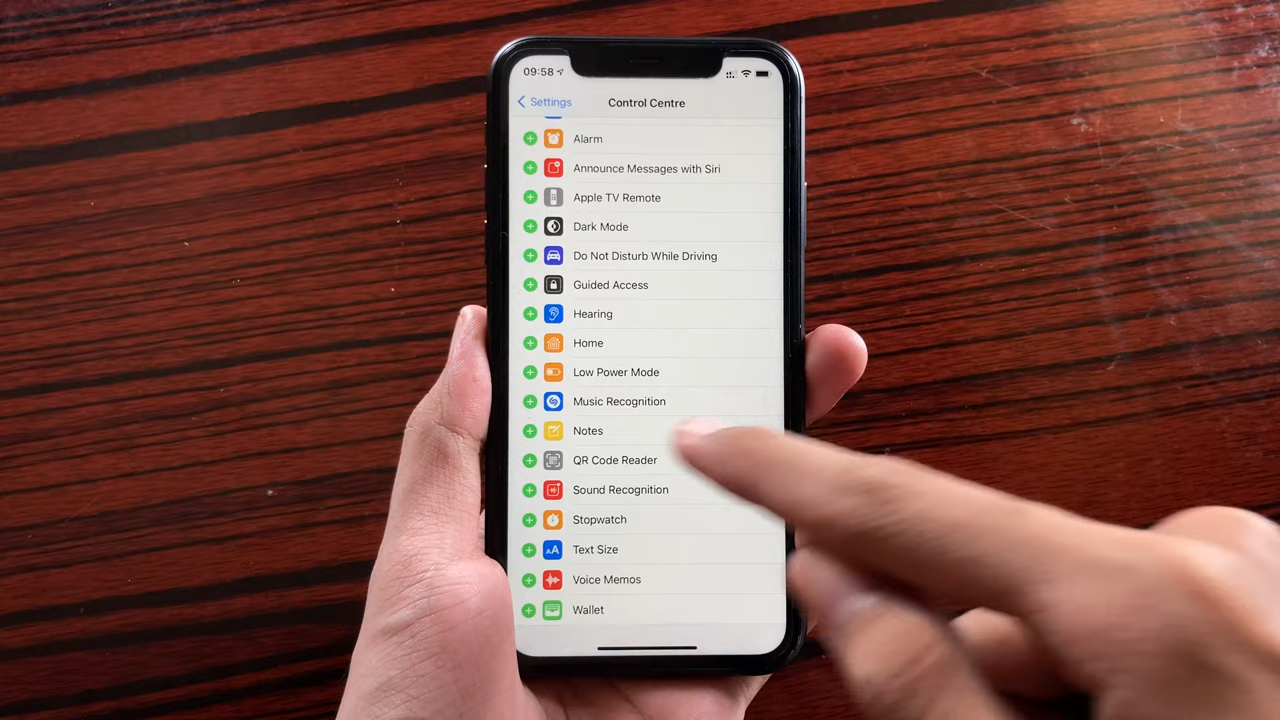 09:58
Settings
Control Centre
Alarm
Announce Messages with Siri
Apple TV Remote
Dark Mode
Do Not Disturb While Driving
Guided Access
Hearing
Home
Low Power Mode
Music Recognition
Notes
QR Code Reader
Sound Recognition
Stopwatch
AA Text Size
Voice Memos
Wallet